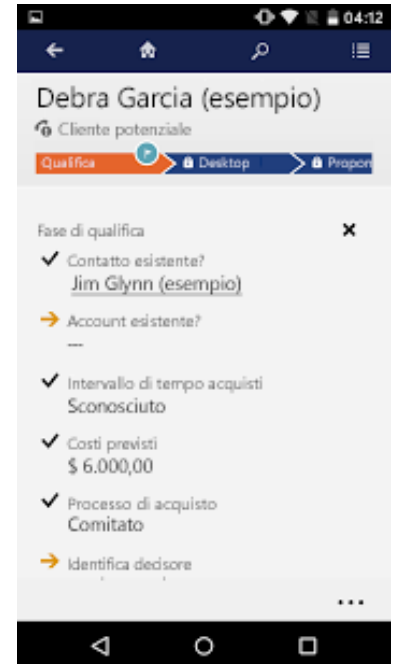 04:12
Debra Garcia (esempio)
Cliente potenziale
Qualifica
Desktop
Propon
Fase di qualifica
Contatto esistente?
Jim Glynn (esempio)
Account esistente?
---
Intervallo di tempo acquisti
Sconosciuto
Costi previsti
$ 6.000,00
Processo di acquisto
Comitato
Identifica decisore